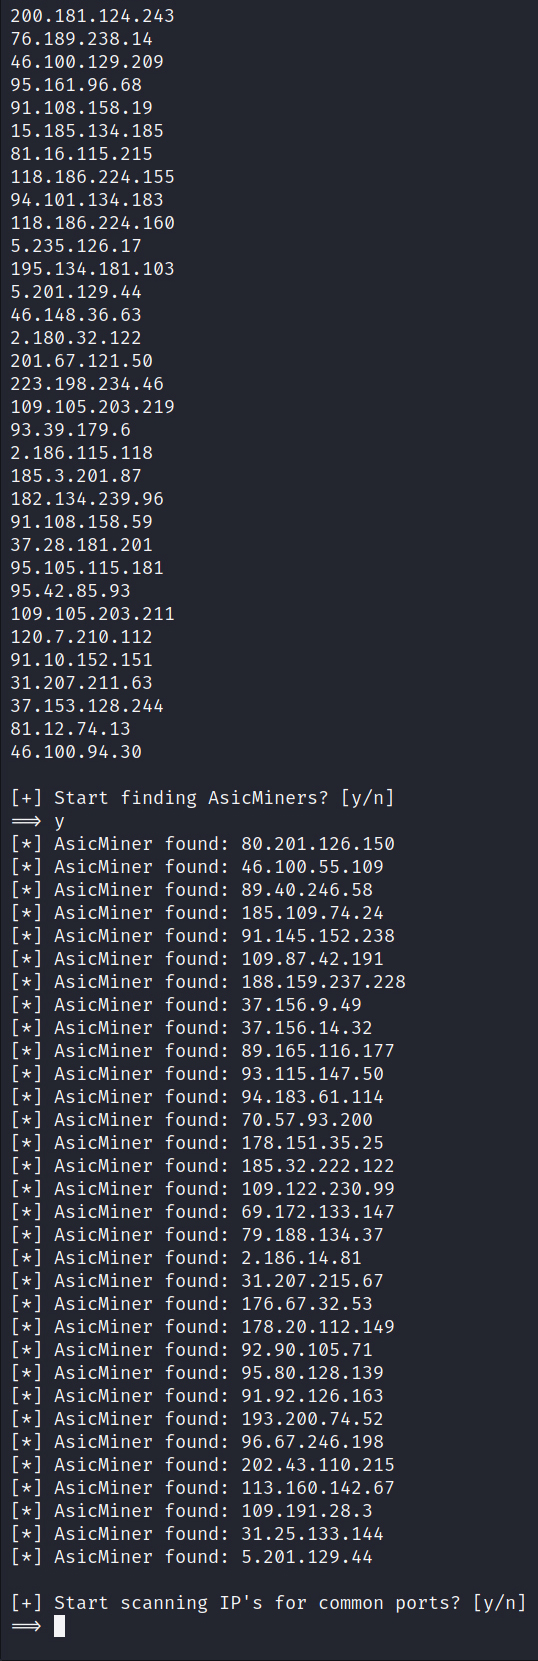 200.181.124.243
76.189.238.14
46.100.129.209
95.161.96.68
91.108.158.19
15.185.134.185
81.16.115.215
118.186.224.155
94.101.134.183
118.186.224.160
5.235.126.17
195.134.181.103
5.201.129.44
46.148.36.63
2.180.32.122
201.67.121.50
223.198.234.46
109.105.203.219
93.39.179.6
2.186.115.118
185.3.201.87
182.134.239.96
91.108.158.59
37.28.181.201
95.105.115.181
95.42.85.93
109.105.203.211
120.7.210.112
91.10.152.151
31.207.211.63
37.153.128.244
81.12.74.13
46.100.94.30
[+] Start finding AsicMiners? [y/n]
==> y
[*] AsicMiner found: 80.201.126.150
[*] AsicMiner found: 46.100.55.109
[*] AsicMiner found: 89.40.246.58
[*] AsicMiner found: 185.109.74.24
[*] AsicMiner found: 91.145.152.238
[*] AsicMiner found: 109.87.42.191
[*] AsicMiner found: 188.159.237.228
[*] AsicMiner found: 37.156.9.49
[*] AsicMiner found: 37.156.14.32
[*] AsicMiner found: 89.165.116.177
[*] AsicMiner found: 93.115.147.50
[*] AsicMiner found: 94.183.61.114
[*] AsicMiner found: 70.57.93.200
[*] AsicMiner found: 178.151.35.25
[*] AsicMiner found: 185.32.222.122
[*] AsicMiner found: 109.122.230.99
[*] AsicMiner found: 69.172.133.147
[*] AsicMiner found: 79.188.134.37
[*] AsicMiner found: 2.186.14.81
[*] AsicMiner found: 31.207.215.67
[*] AsicMiner found: 176.67.32.53
[*] AsicMiner found: 178.20.112.149
[*] AsicMiner found: 92.90.105.71
[*] AsicMiner found: 95.80.128.139
[*] AsicMiner found: 91.92.126.163
[*] AsicMiner found: 193.200.74.52
[*] AsicMiner found: 96.67.246.198
[*] AsicMiner found: 202.43.110.215
[*] AsicMiner found: 113.160.142.67
[*] AsicMiner found: 109.191.28.3
[*] AsicMiner found: 31.25.133.144
[*] AsicMiner found: 5.201.129.44
[+] Start scanning IP's for common ports? [y/n]
==>